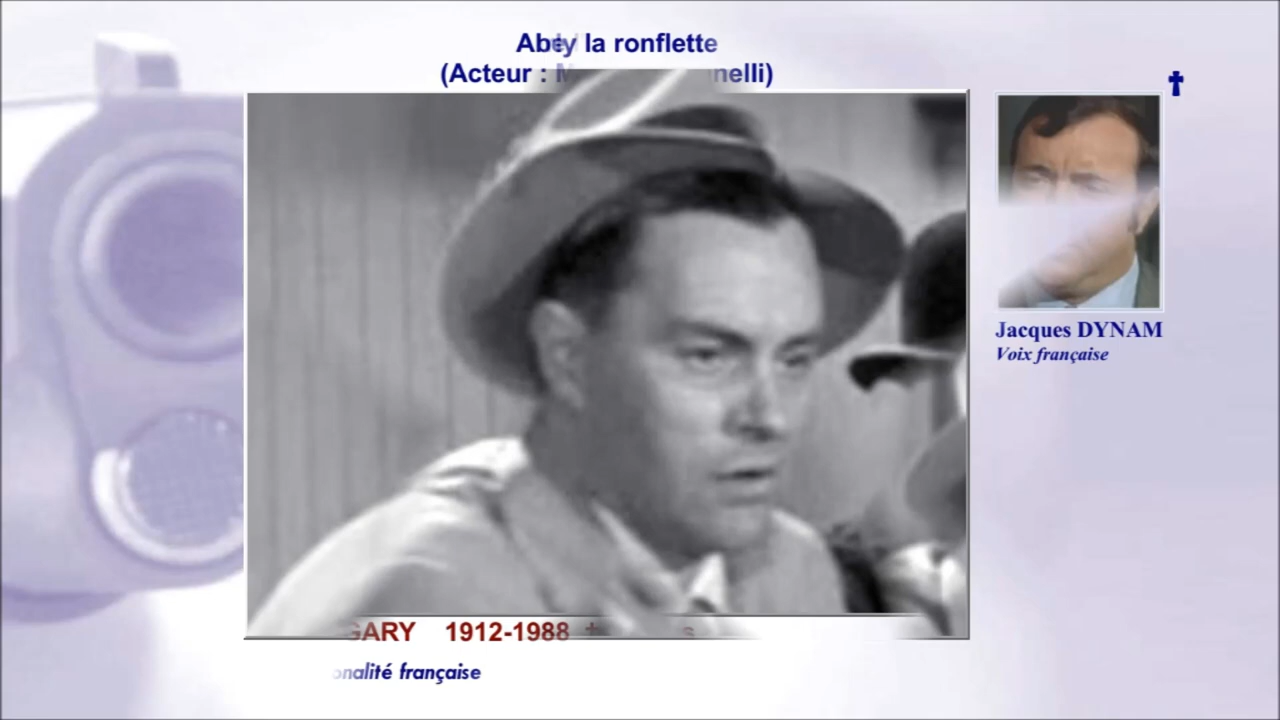 Abey la ronflette
(Acteur : nelli)
Jacques DYNAM
Voix française
GARY 1912-1988
onalité française